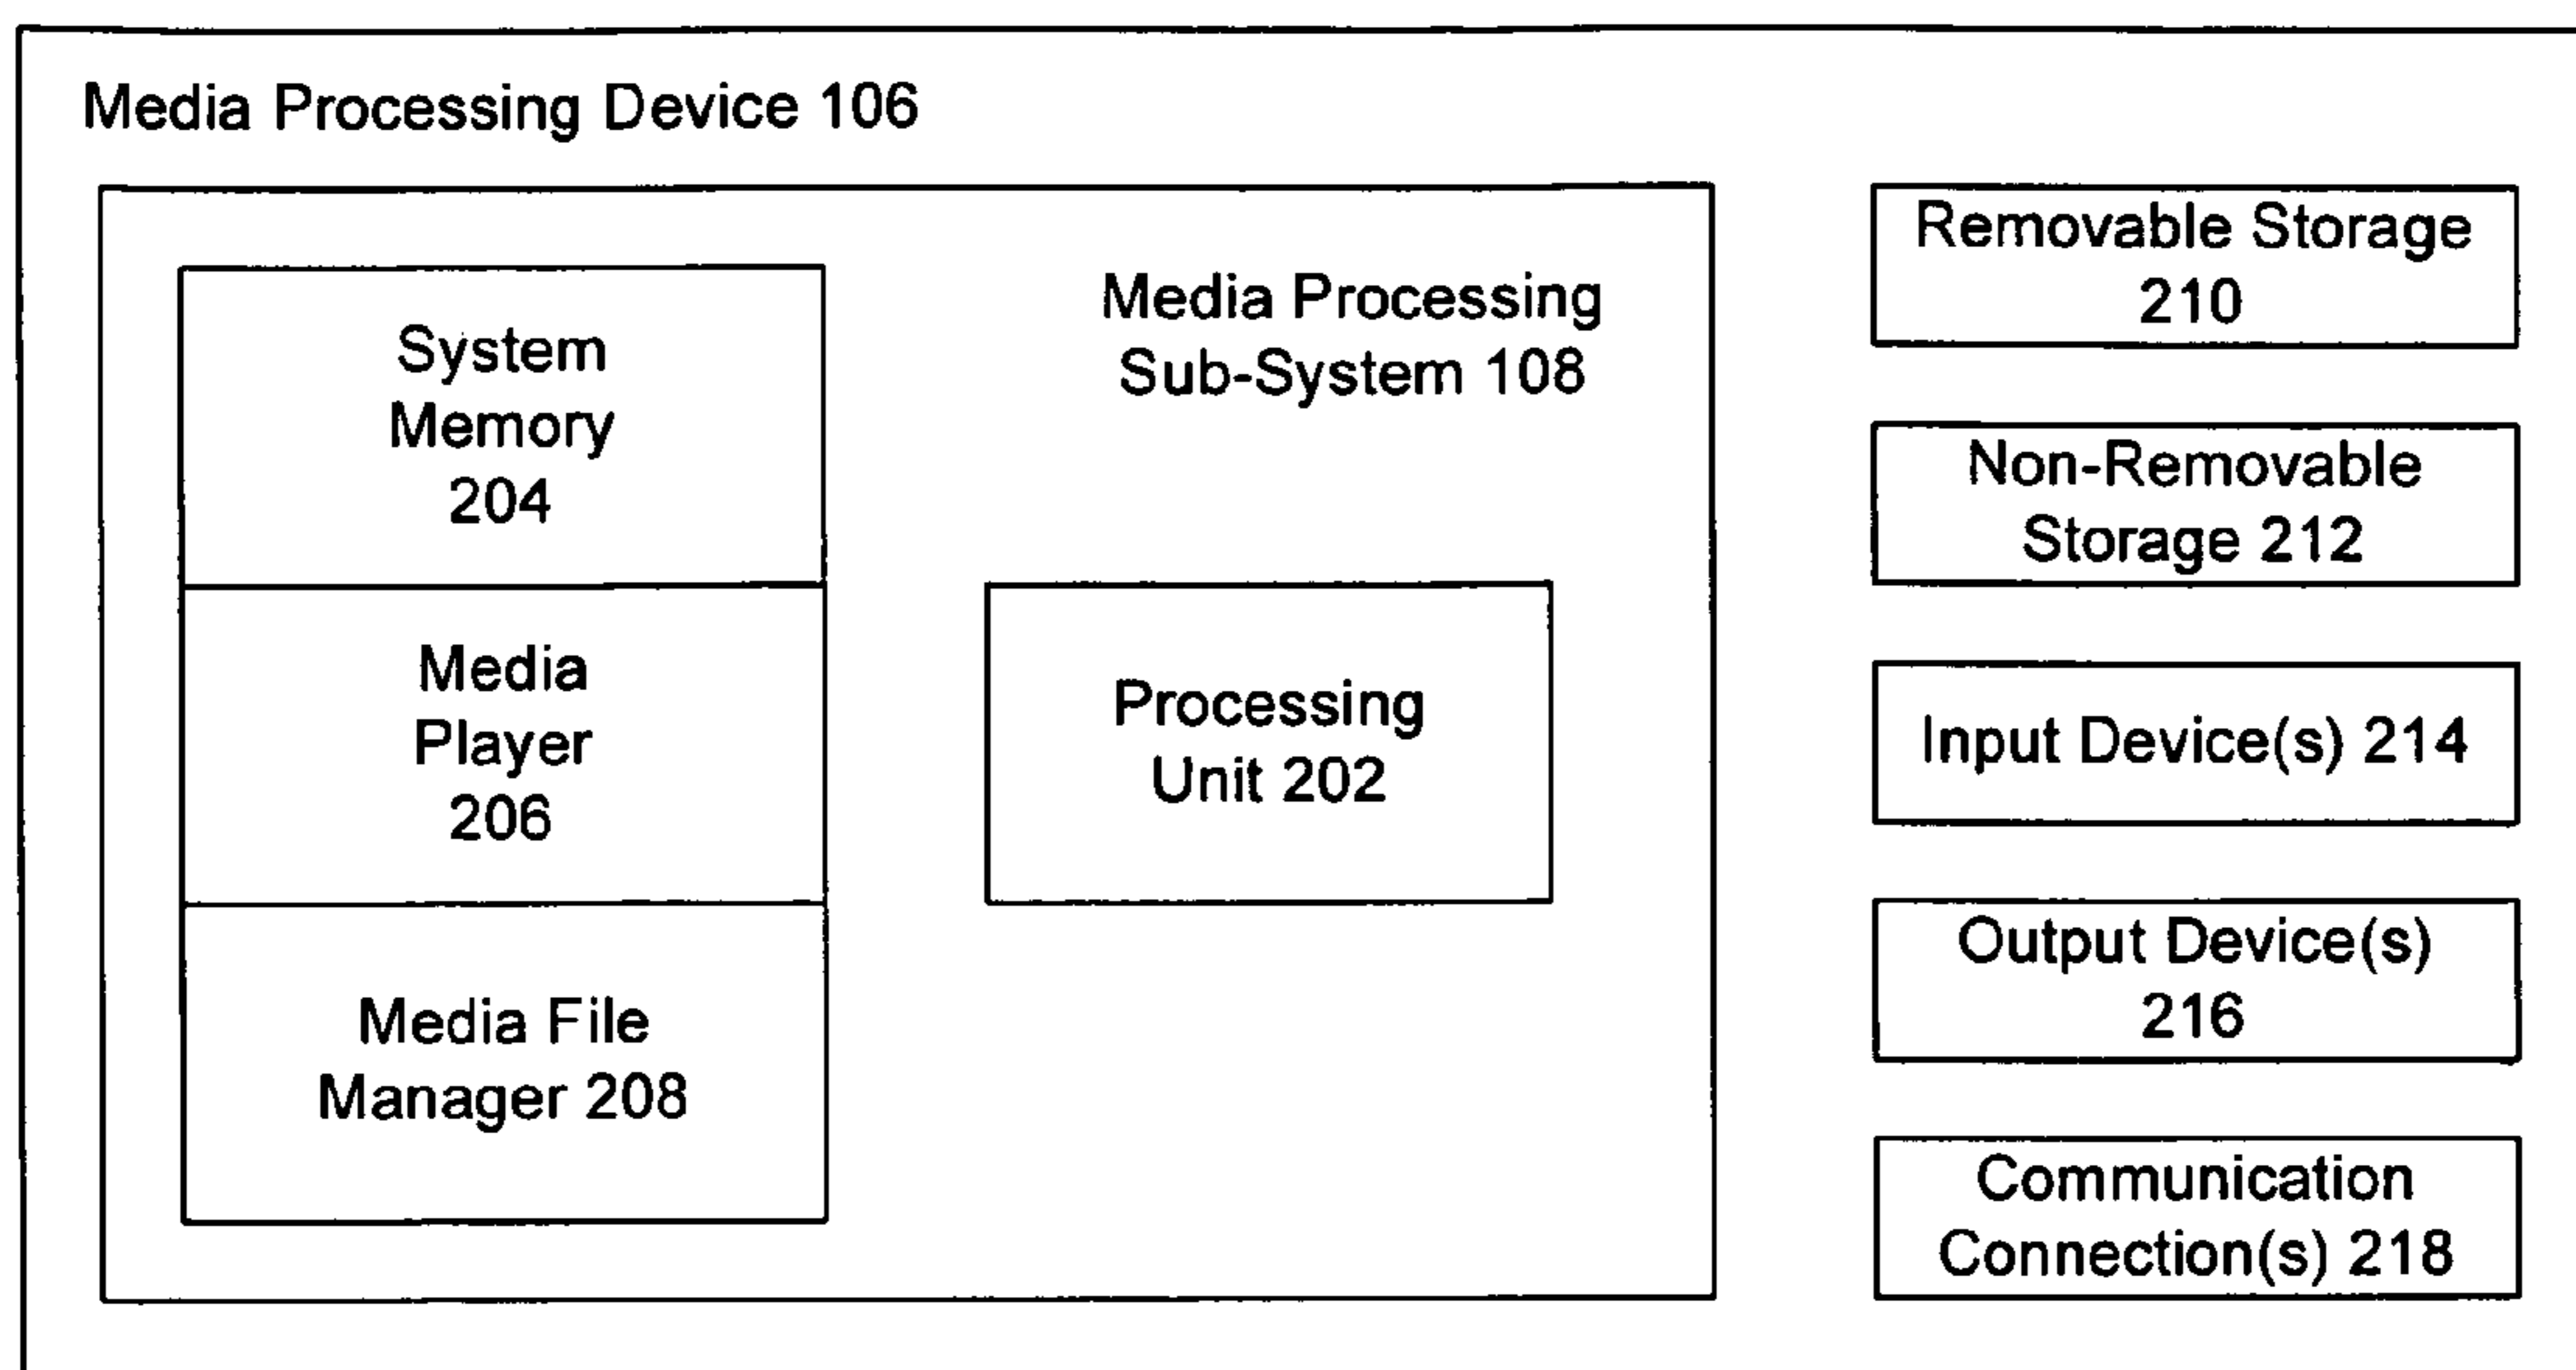 Media Processing Device 106
System
Memory
204
Media
Player
206
Media File
Manager 208
Media Processing
Sub-System 108
Processing
Unit 202
Removable Storage
210
Non-Removable
Storage 212
Input Device(s) 214
Output Device(s)
216
Communication
Connection(s) 218